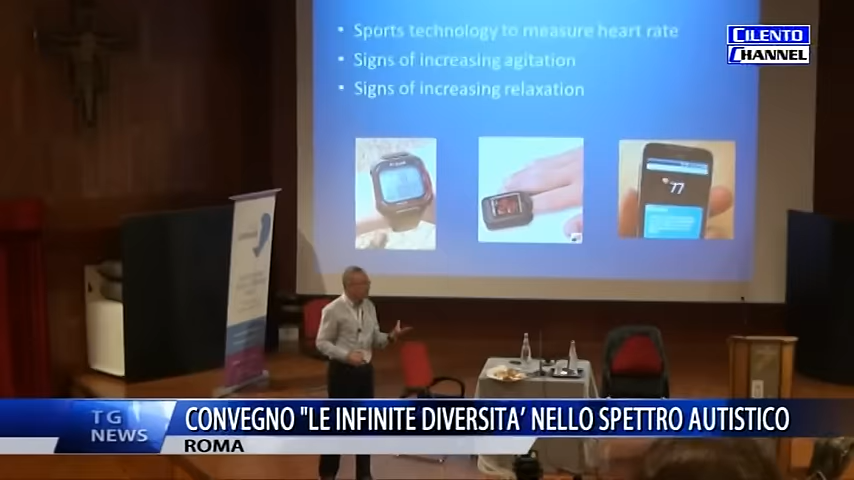 • Sports technology to measure heart rate
• Signs of increasing agitation
• Signs of increasing relaxation
CILENTO
CHANNEL
77
TG
NEWS
CONVEGNO "LE INFINITE DIVERSITA' NELLO SPETTRO AUTISTICO
ROMA